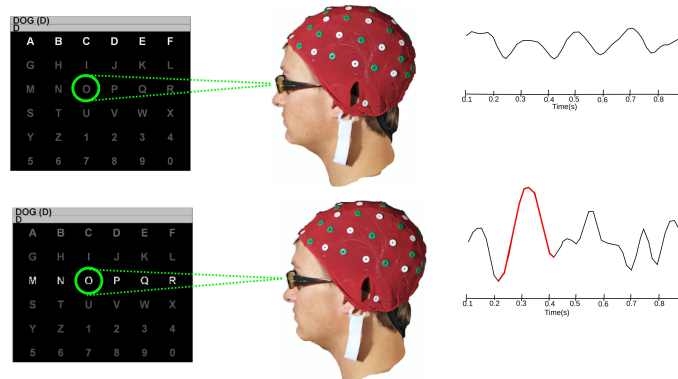 DOG (D)
D
A B C D E F
G H I J K L
M N O P Q R
S T U V W X
Y Z 1 2 3 4
5 6 7 8 9 0
0.1 0.2 0.3 0.4 0.5 0.6 0.7 0.8
Time(s)
DOG (D)
D
A B C D E F
G H I J K L
M N O P Q R
S T U V W X
Y Z 1 2 3 4
5 6 7 8 9 0
0.1 0.2 0.3 0.4 0.5 0.6 0.7 0.8
Time(s)